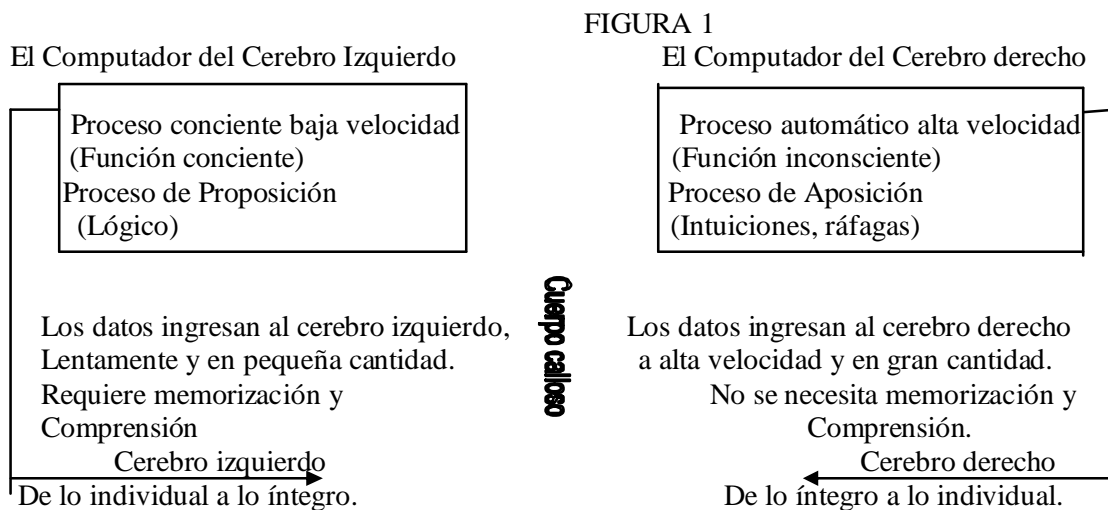 FIGURA 1
El Computador del Cerebro Izquierdo
Proceso conciente baja velocidad
(Función conciente)
Proceso de Proposición
(Lógico)
Los datos ingresan al cerebro izquierdo,
Lentamente y en pequeña cantidad.
Requiere memorización y
Comprensión
Cerebro izquierdo
De lo individual a lo íntegro.
Cuerpo calloso
El Computador del Cerebro derecho
Proceso automático alta velocidad
(Función inconsciente)
Proceso de Aposición
(Intuiciones, ráfagas)
Los datos ingresan al cerebro derecho
a alta velocidad y en gran cantidad.
No se necesita memorización y
Comprensión.
Cerebro derecho
De lo íntegro a lo individual.